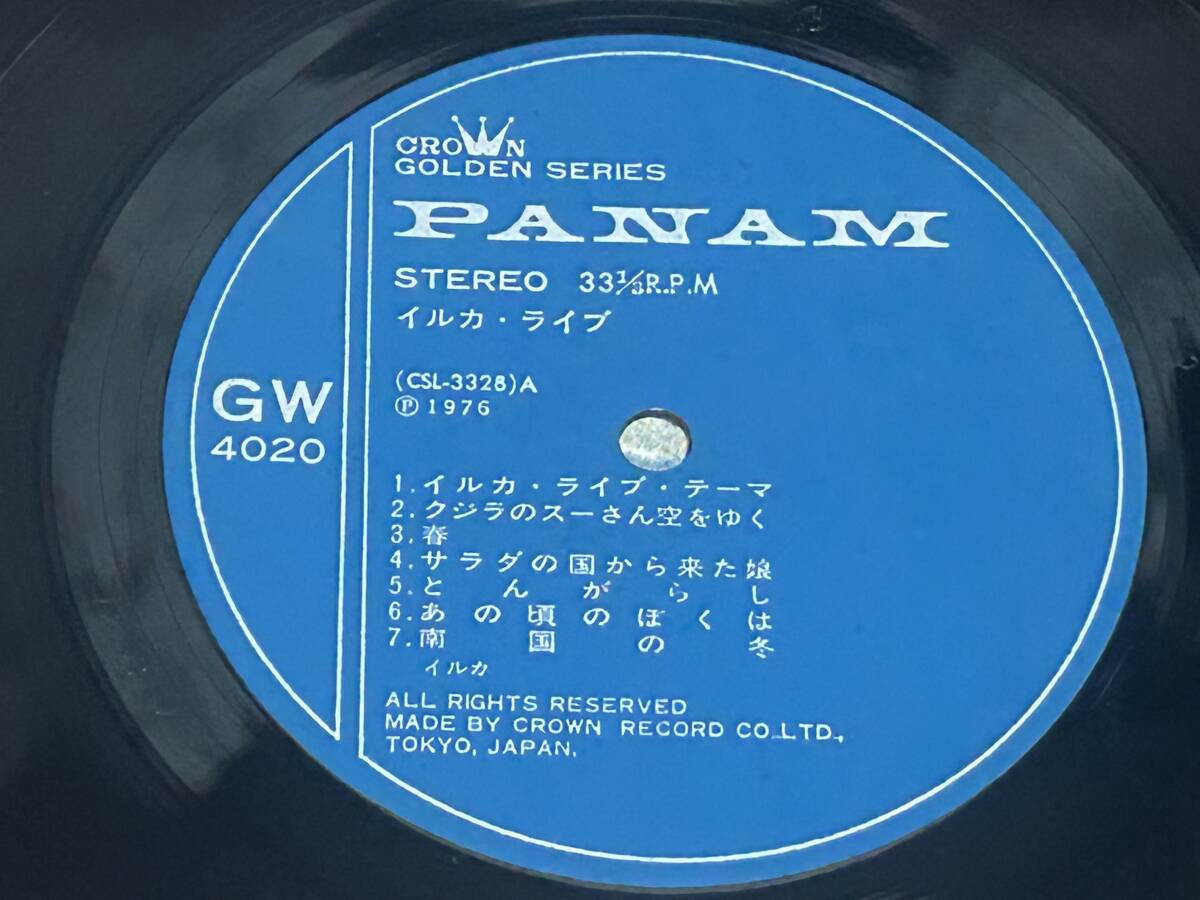 CROWN
GOLDEN SERIES
PANAM
STEREO 33⅓R.P.M
イルカ・ライブ
(CSL-3328)A
Ⓟ1976
GW
4020
1.イルカ・ライブ・テーマ
2.クジラのスーさん空をゆく
3.春
4.サラダの国から来た娘
5.とんがらし
6.あの頃のぼくは
7.南国の冬
イルカ
ALL RIGHTS RESERVED
MADE BY CROWN RECORD CO.,LTD.,
TOKYO, JAPAN.